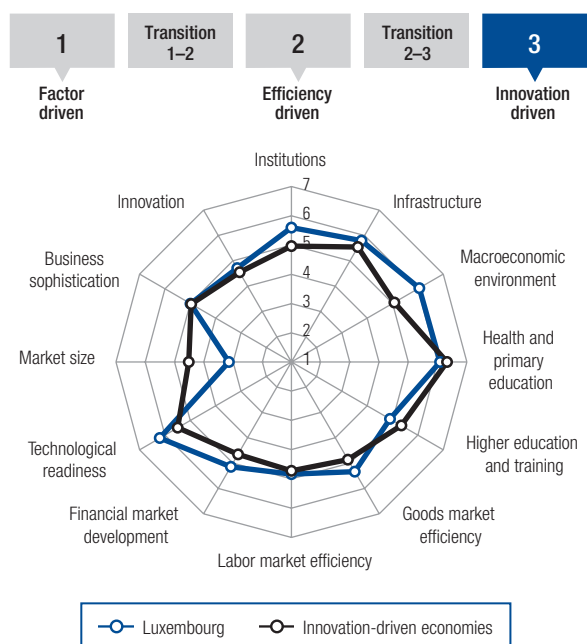 1
Transition
1–2
2
Transition
2–3
3
Factor
driven
Efficiency
driven
Innovation
driven
Institutions
Infrastructure
Macroeconomic
environment
Health and
primary
education
Higher education
and training
Goods market
efficiency
Labor market efficiency
Financial market
development
Technological
readiness
Market size
Business
sophistication
Innovation
7
6
5
4
3
2
1
Luxembourg
Innovation-driven economies